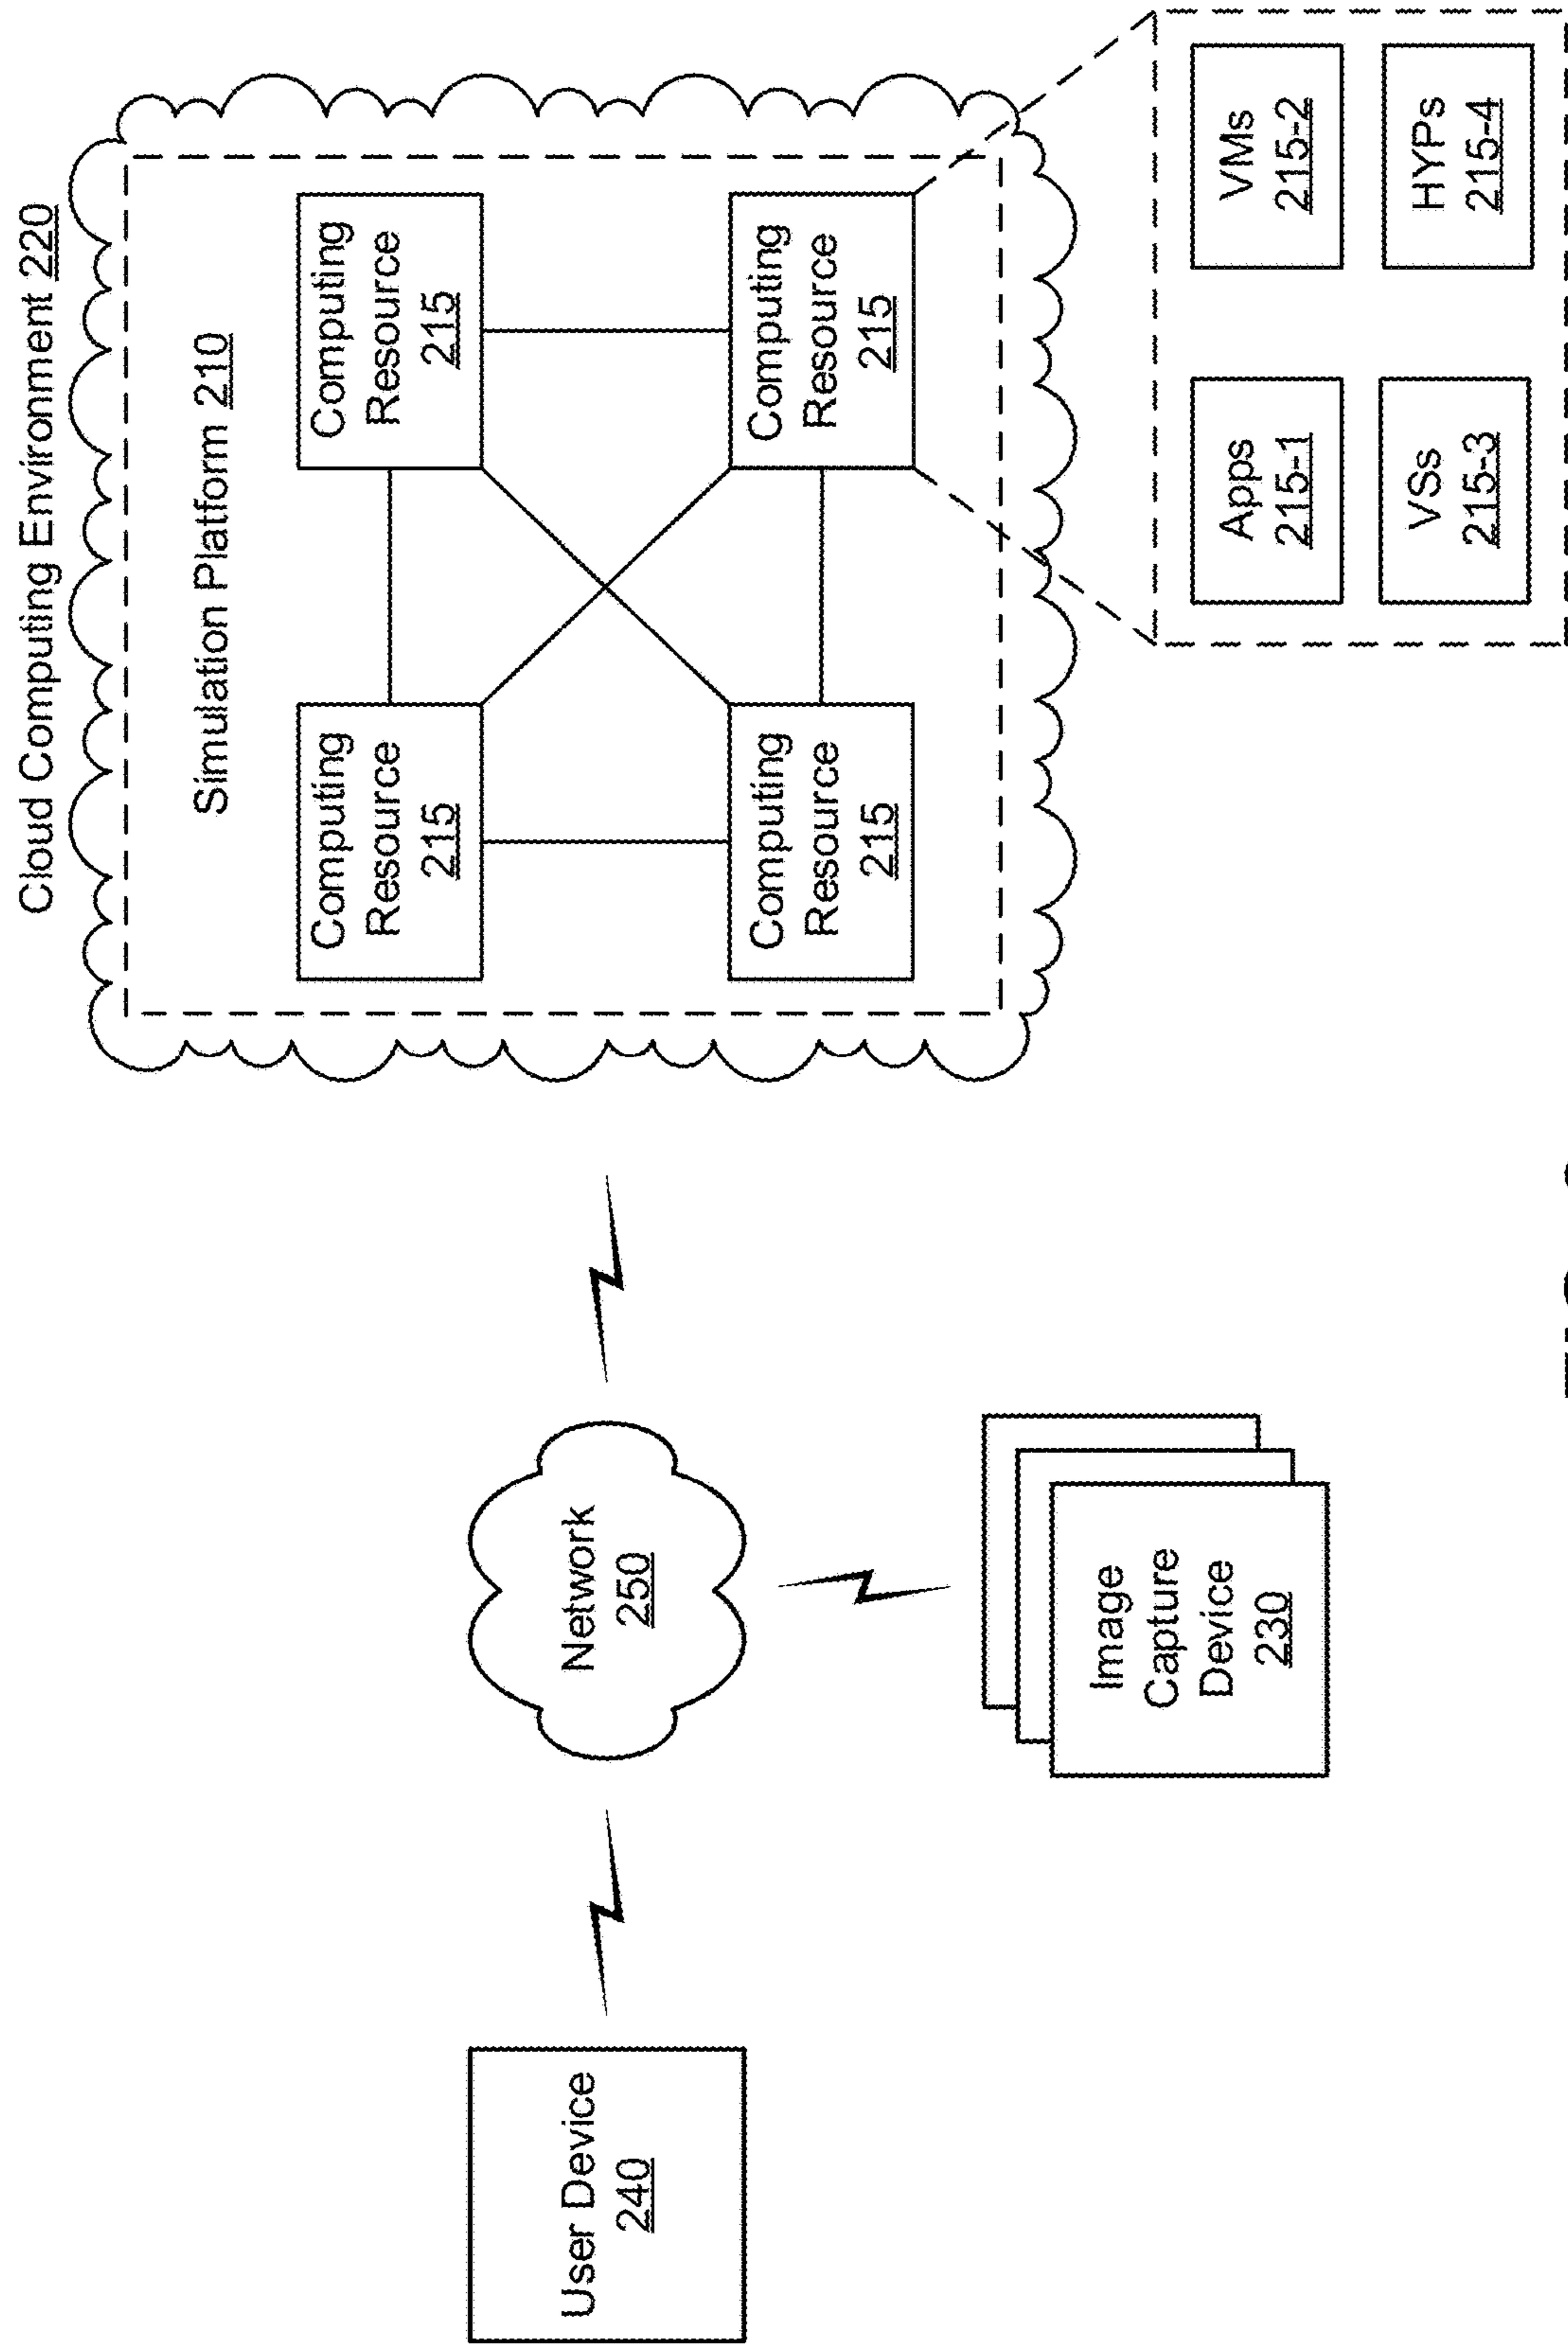 Cloud Computing Environment 220
Simulation Platform 210
Computing
Resource
215
Computing
Resource
215
Computing
Resource
215
Computing
Resource
215
Network
250
User Device
240
Image
Capture
Device
230
Apps
215-1
VMs
215-2
VSs
215-3
HYPs
215-4